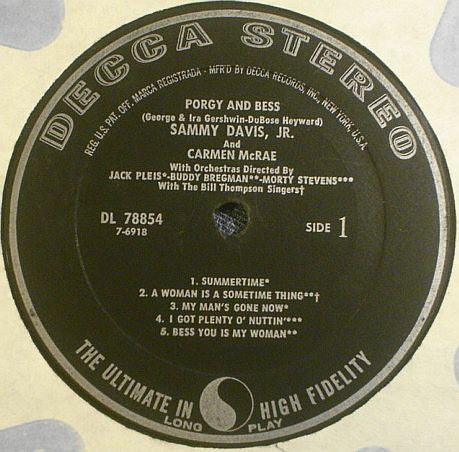 DECCA STEREO
REG. U.S. PAT. OFF. MARCA REGISTRADA - MFR'D BY DECCA RECORDS, INC., NEW YORK, U.S.A.
PORGY AND BESS
(George & Ira Gershwin-DuBose Heyward)
SAMMY DAVIS, JR.
And
CARMEN McRAE
With Orchestras Directed By
JACK PLEIS*-BUDDY BREGMAN**-MORTY STEVENS***
With The Bill Thompson Singers†
DL 78854
7-6918
SIDE 1
1. SUMMERTIME*
2. A WOMAN IS A SOMETIME THING**†
3. MY MAN'S GONE NOW*
4. I GOT PLENTY O' NUTTIN'***
5. BESS YOU IS MY WOMAN**
THE ULTIMATE IN HIGH FIDELITY
LONG PLAY